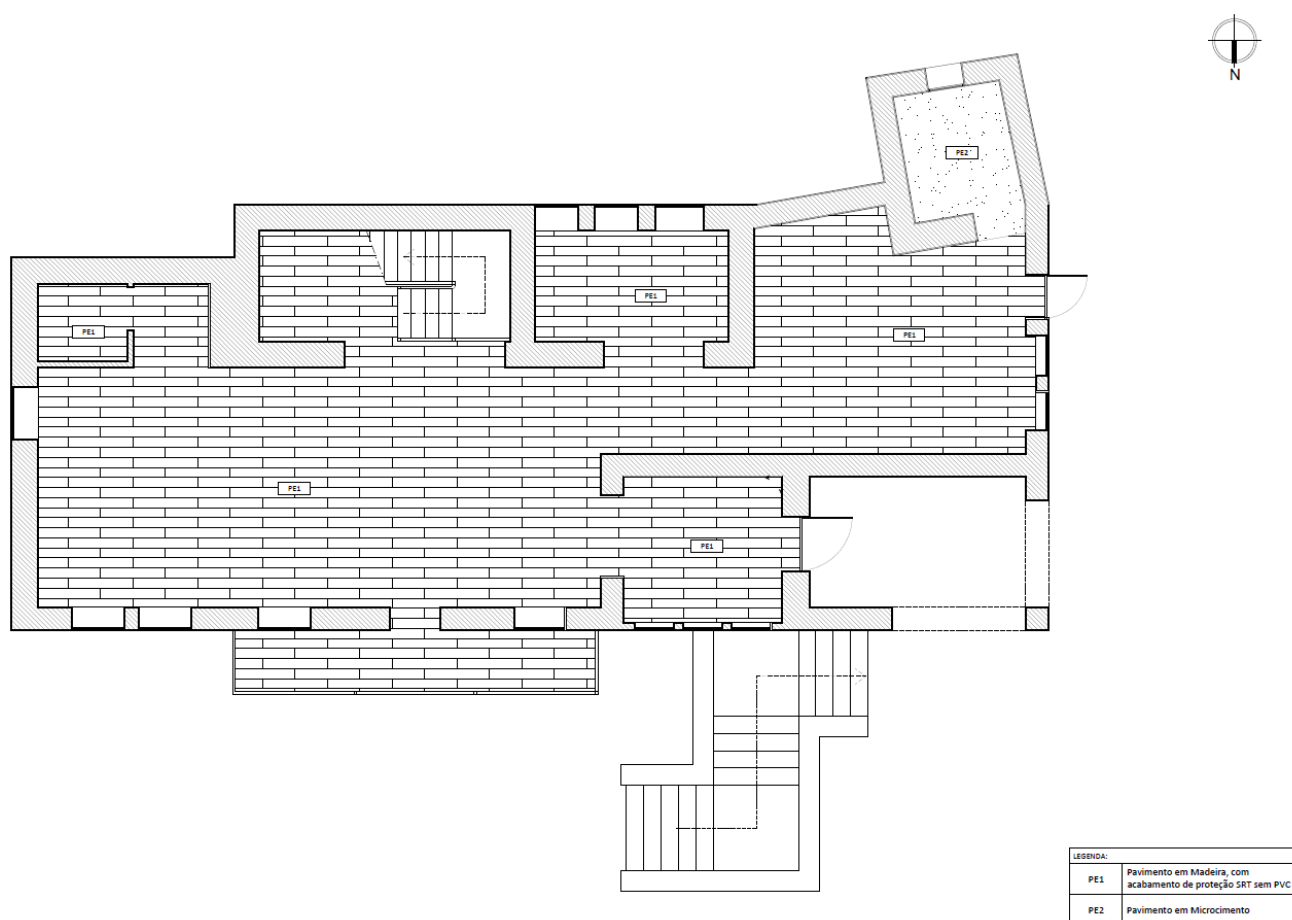 N
PE2
PE1
PE1
PE1
PE1
PE1
LEGENDA:
PE1
Pavimento em Madeira, com
acabamento de proteção SRT sem PVC
PE2
Pavimento em Microcimento